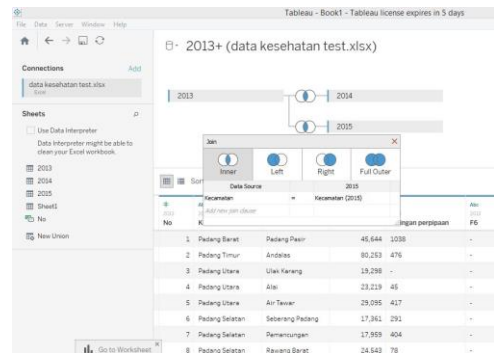 Tableau - Book1 - Tableau license expires in 5 days
File Data Server Window Help
2013+ (data kesehatan test.xlsx)
Connections Add
data kesehatan test.xlsx
Excel
Sheets
Use Data Interpreter
Data Interpreter might be able to
clean your Excel workbook.
2013
2014
2015
Sheet1
No
New Union
2013 2014
2015
Join
Inner Left Right Full Outer
Data Source 2015
Kecamatan = Kecamatan (2015)
Add new join clause
Sor
No K ingan perpipaan F6
1 Padang Barat Padang Pasir 45,644 1038 -
2 Padang Timur Andalas 80,253 476 -
3 Padang Utara Ulak Karang 19,298 - -
4 Padang Utara Alai 23,219 45 -
5 Padang Utara Air Tawar 29,095 417 -
6 Padang Selatan Seberang Padang 17,361 291 -
7 Padang Selatan Pemancungan 17,959 404 -
8 Padang Selatan Rawang Barat 24,543 78 -
Go to Worksheet